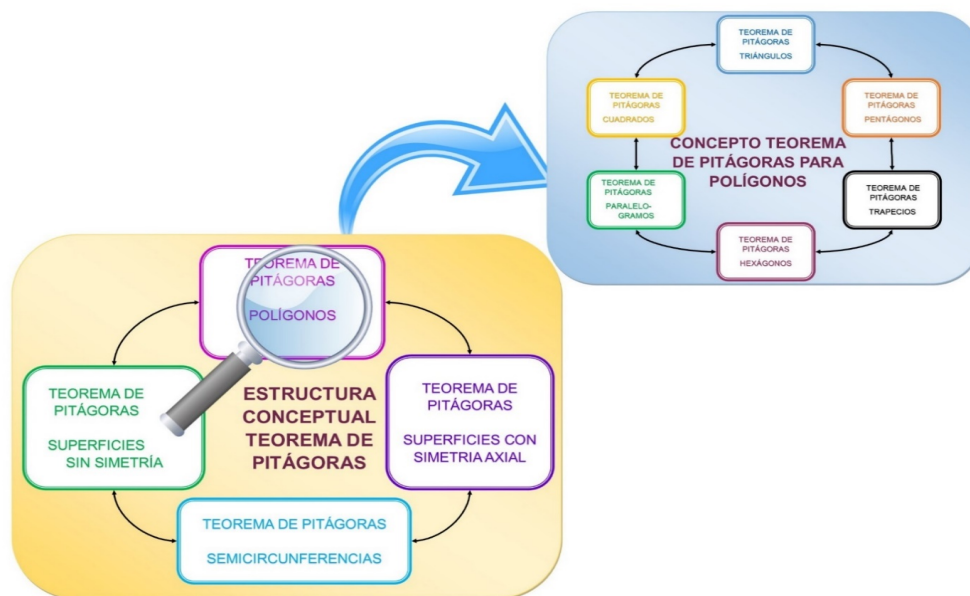 TEOREMA DE
PITÁGORAS
TRIÁNGULOS
TEOREMA DE
PITÁGORAS
CUADRADOS
TEOREMA DE
PITÁGORAS
PENTÁGONOS
CONCEPTO TEOREMA
DE PITÁGORAS PARA
POLÍGONOS
TEOREMA DE
PITÁGORAS
PARALELO-
GRAMOS
TEOREMA DE
PITÁGORAS
TRAPECIOS
TEOREMA DE
PITÁGORAS
HEXÁGONOS
TEOREMA DE
PITÁGORAS
POLÍGONOS
TEOREMA DE
PITÁGORAS
SUPERFICIES
SIN SIMETRÍA
ESTRUCTURA
CONCEPTUAL
TEOREMA DE
PITÁGORAS
TEOREMA DE
PITÁGORAS
SUPERFICIES CON
SIMETRIA AXIAL
TEOREMA DE PITÁGORAS
SEMICIRCUNFERENCIAS